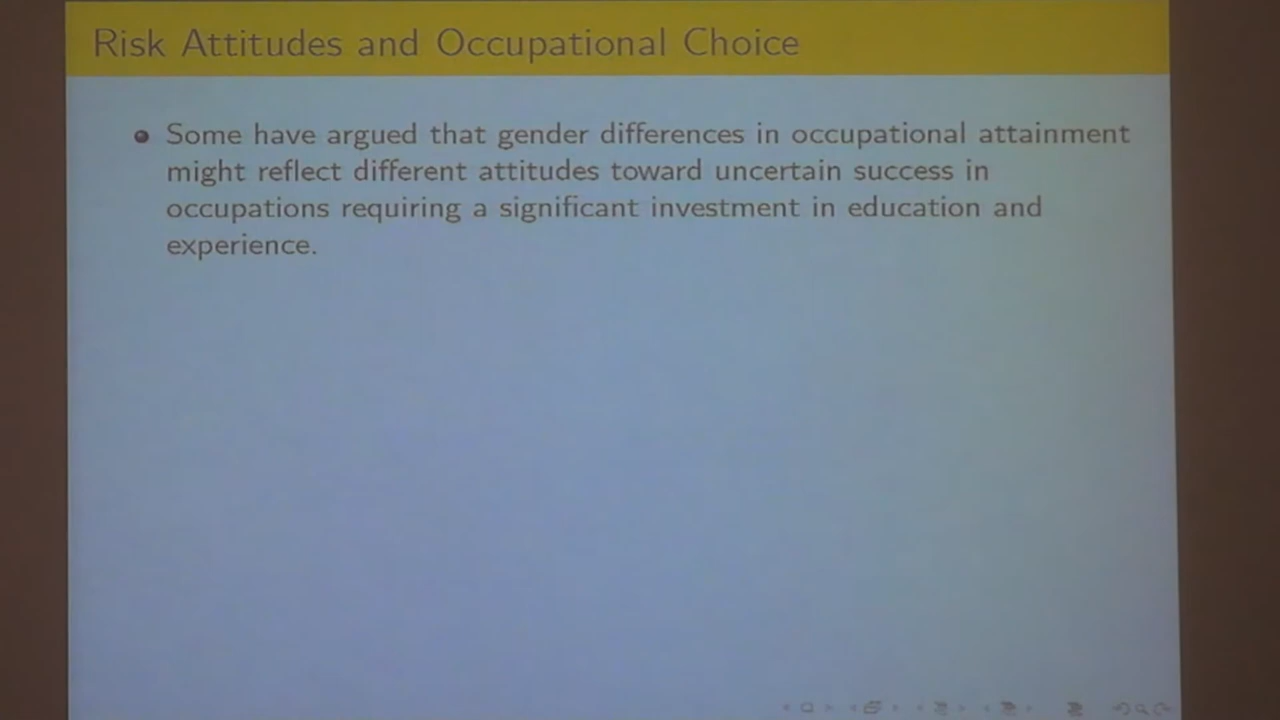 Risk Attitudes and Occupational Choice
Some have argued that gender differences in occupational attainment
might reflect different attitudes toward uncertain success in
occupations requiring a significant investment in education and
experience.